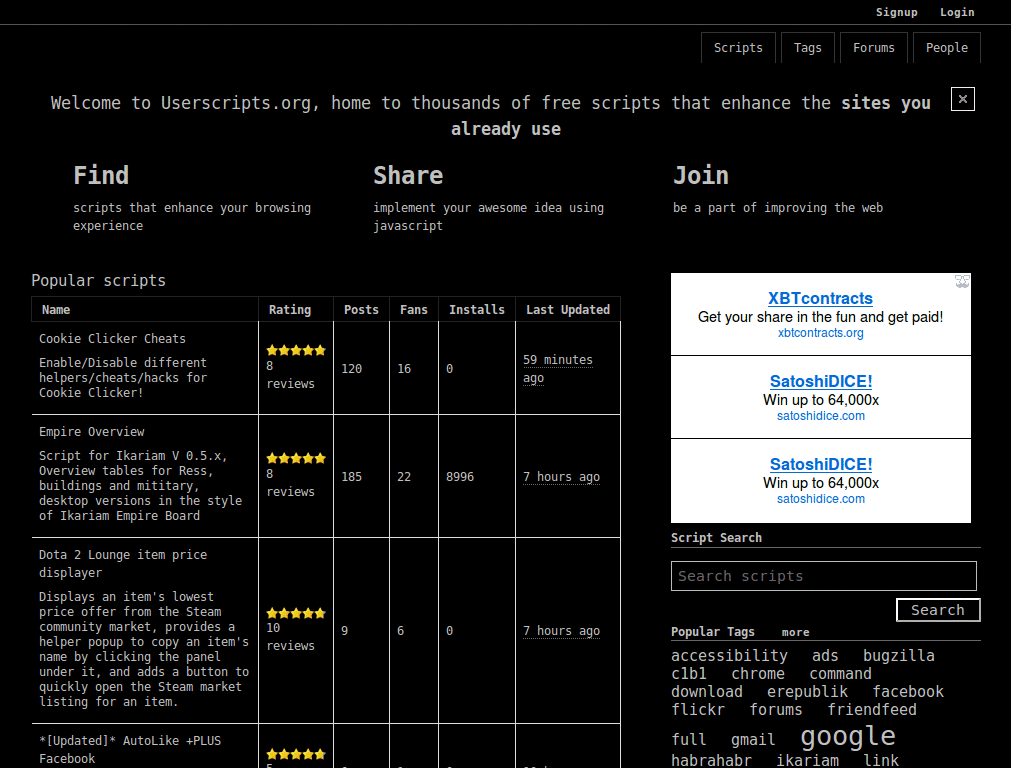 Signup Login
Scripts Tags Forums People
Welcome to Userscripts.org, home to thousands of free scripts that enhance the sites you
already use
Find
scripts that enhance your browsing
experience
Share
implement your awesome idea using
javascript
Join
be a part of improving the web
Popular scripts
Name Rating Posts Fans Installs Last Updated
Cookie Clicker Cheats
Enable/Disable different
helpers/cheats/hacks for
Cookie Clicker!
8
reviews
120
16
0
59 minutes
ago
Empire Overview
Script for Ikariam V 0.5.x,
Overview tables for Ress,
buildings and mititary,
desktop versions in the style
of Ikariam Empire Board
8
reviews
185
22
8996
7 hours ago
Dota 2 Lounge item price
displayer
Displays an item's lowest
price offer from the Steam
community market, provides a
helper popup to copy an item's
name by clicking the panel
under it, and adds a button to
quickly open the Steam market
listing for an item.
10
reviews
9
6
0
7 hours ago
*[Updated]* AutoLike +PLUS
Facebook
XBTcontracts
Get your share in the fun and get paid!
xbtcontracts.org
SatoshiDICE!
Win up to 64,000x
satoshidice.com
SatoshiDICE!
Win up to 64,000x
satoshidice.com
Script Search
Search scripts
Search
Popular Tags more
accessibility ads bugzilla
c1b1 chrome command
download erepublik facebook
flickr forums friendfeed
full gmail google
habrahabr ikariam link